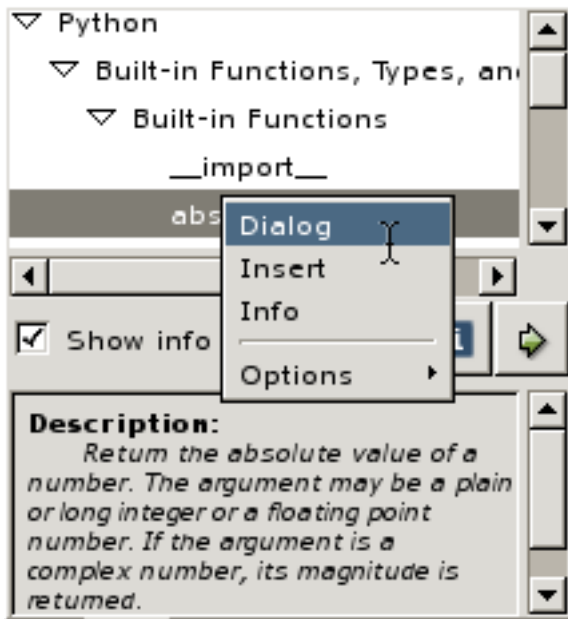 Python
Built-in Functions, Types, and
Built-in Functions
__import__
abs
Dialog
Insert
Info
Options
Show info
i
Description:
Return the absolute value of a
number. The argument may be a plain
or long integer or a floating point
number. If the argument is a
complex number, its magnitude is
returned.